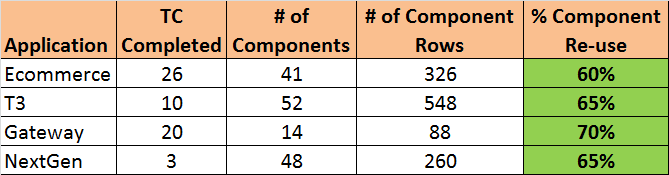 Application TC Completed # of Components # of Component Rows % Component Re-use
Ecommerce 26 41 326 60%
T3 10 52 548 65%
Gateway 20 14 88 70%
NextGen 3 48 260 65%